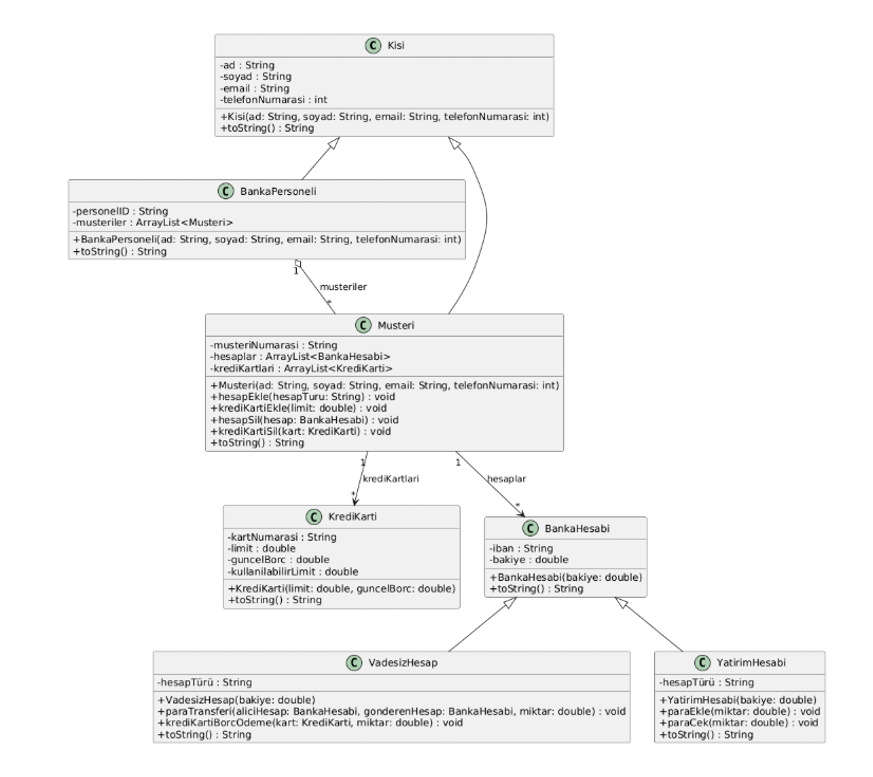 C Kisi
-ad : String
-soyad : String
-email : String
-telefonNumarasi : int
+Kisi(ad: String, soyad: String, email: String, telefonNumarasi: int)
+toString() : String
C BankaPersoneli
-personelID : String
-musteriler : ArrayList<Musteri>
+BankaPersoneli(ad: String, soyad: String, email: String, telefonNumarasi: int)
+toString() : String
1
musteriler
*
C Musteri
-musteriNumarasi : String
-hesaplar : ArrayList<BankaHesabi>
-krediKartlari : ArrayList<KrediKarti>
+Musteri(ad: String, soyad: String, email: String, telefonNumarasi: int)
+hesapEkle(hesapTuru: String) : void
+krediKartiEkle(limit: double) : void
+hesapSil(hesap: BankaHesabi) : void
+krediKartiSil(kart: KrediKarti) : void
+toString() : String
1
krediKartlari
*
1
hesaplar
*
C KrediKarti
-kartNumarasi : String
-limit : double
-guncelBorc : double
-kullanilabilirLimit : double
+KrediKarti(limit: double, guncelBorc: double)
+toString() : String
C BankaHesabi
-iban : String
-bakiye : double
+BankaHesabi(bakiye: double)
+toString() : String
C VadesizHesap
-hesapTürü : String
+VadesizHesap(bakiye: double)
+paraTransferi(aliciHesap: BankaHesabi, gonderenHesap: BankaHesabi, miktar: double) : void
+krediKartiBorcOdeme(kart: KrediKarti, miktar: double) : void
+toString() : String
C YatirimHesabi
-hesapTürü : String
+YatirimHesabi(bakiye: double)
+paraEkle(miktar: double) : void
+paraCek(miktar: double) : void
+toString() : String